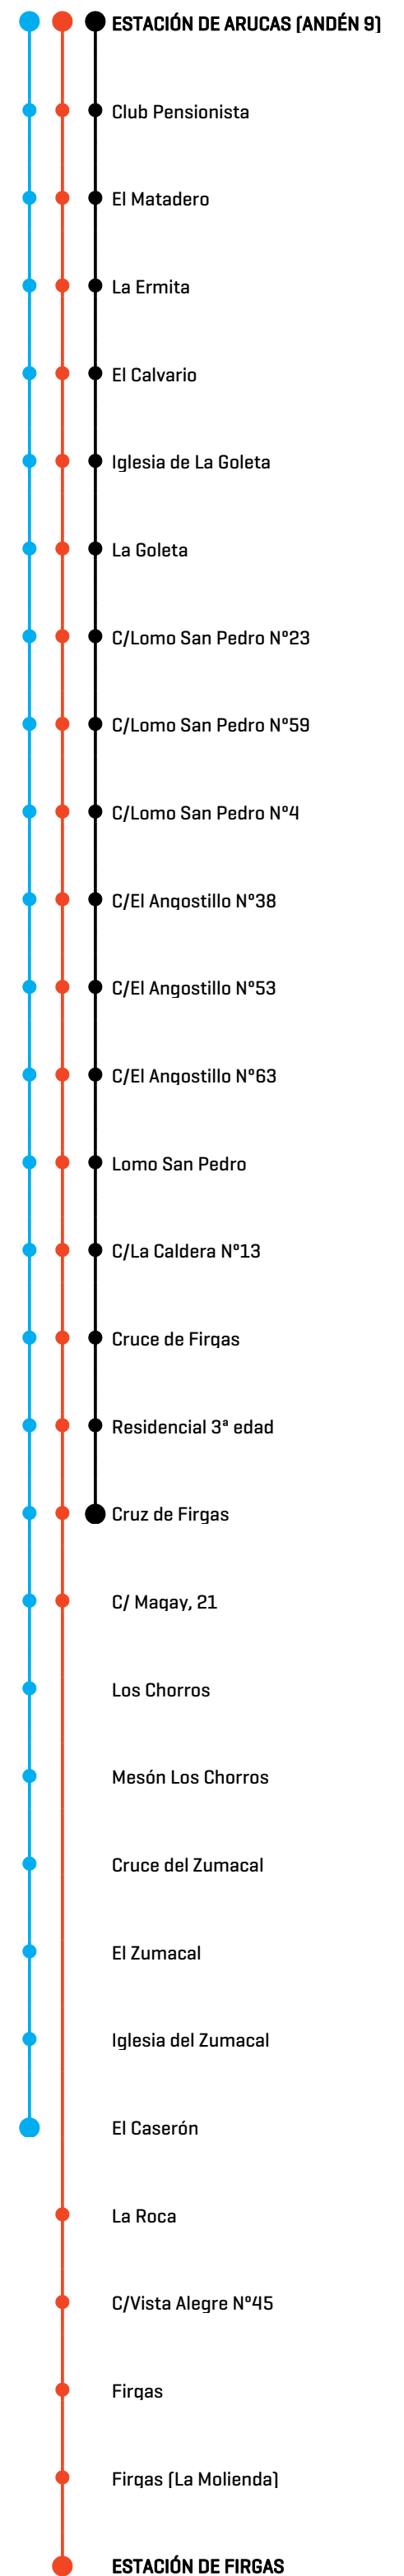 ESTACIÓN DE ARUCAS (ANDÉN 9)
Club Pensionista
El Matadero
La Ermita
El Calvario
Iglesia de La Goleta
La Goleta
C/Lomo San Pedro Nº23
C/Lomo San Pedro Nº59
C/Lomo San Pedro Nº4
C/El Angostillo Nº38
C/El Angostillo Nº53
C/El Angostillo Nº63
Lomo San Pedro
C/La Caldera Nº13
Cruce de Firgas
Residencial 3ª edad
Cruz de Firgas
C/ Magay, 21
Los Chorros
Mesón Los Chorros
Cruce del Zumacal
El Zumacal
Iglesia del Zumacal
El Caserón
La Roca
C/Vista Alegre Nº45
Firgas
Firgas (La Molienda)
ESTACIÓN DE FIRGAS